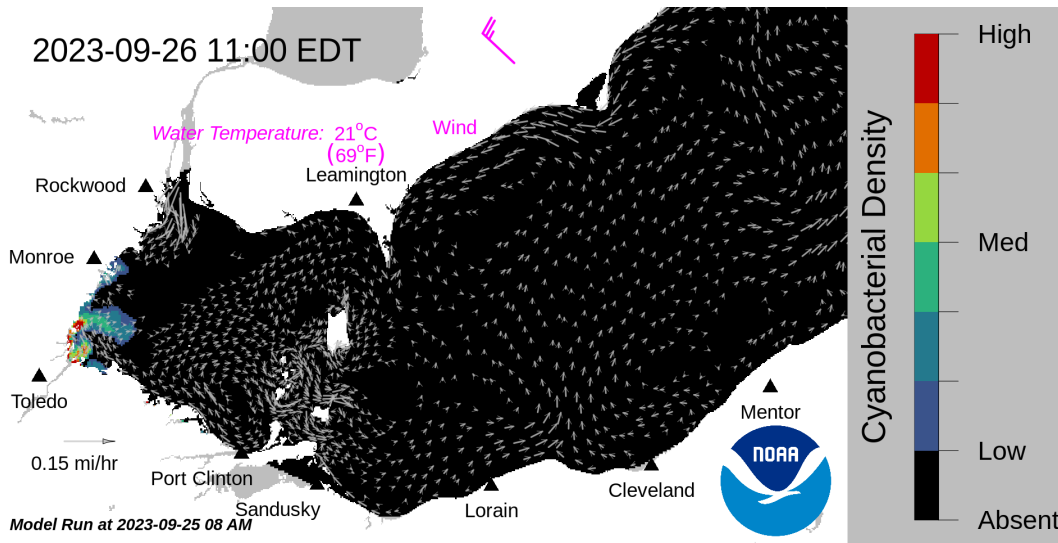 2023-09-26 11:00 EDT
High
Water Temperature: 21°C
(69°F)
Wind
Leamington
Rockwood
Monroe
Med
Cyanobacterial Density
Toledo
Mentor
0.15 mi/hr
NOAA
Low
Port Clinton
Cleveland
Sandusky
Lorain
Absent
Model Run at 2023-09-25 08 AM